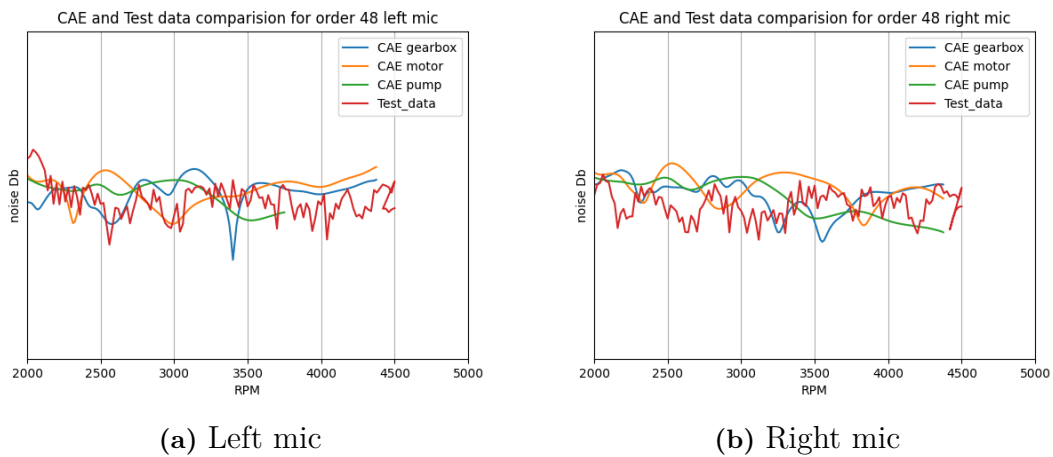 CAE and Test data comparision for order 48 left mic
CAE gearbox
CAE motor
CAE pump
Test_data
noise Db
2000 2500 3000 3500 4000 4500 5000
RPM
(a) Left mic
CAE and Test data comparision for order 48 right mic
CAE gearbox
CAE motor
CAE pump
Test_data
noise Db
2000 2500 3000 3500 4000 4500 5000
RPM
(b) Right mic